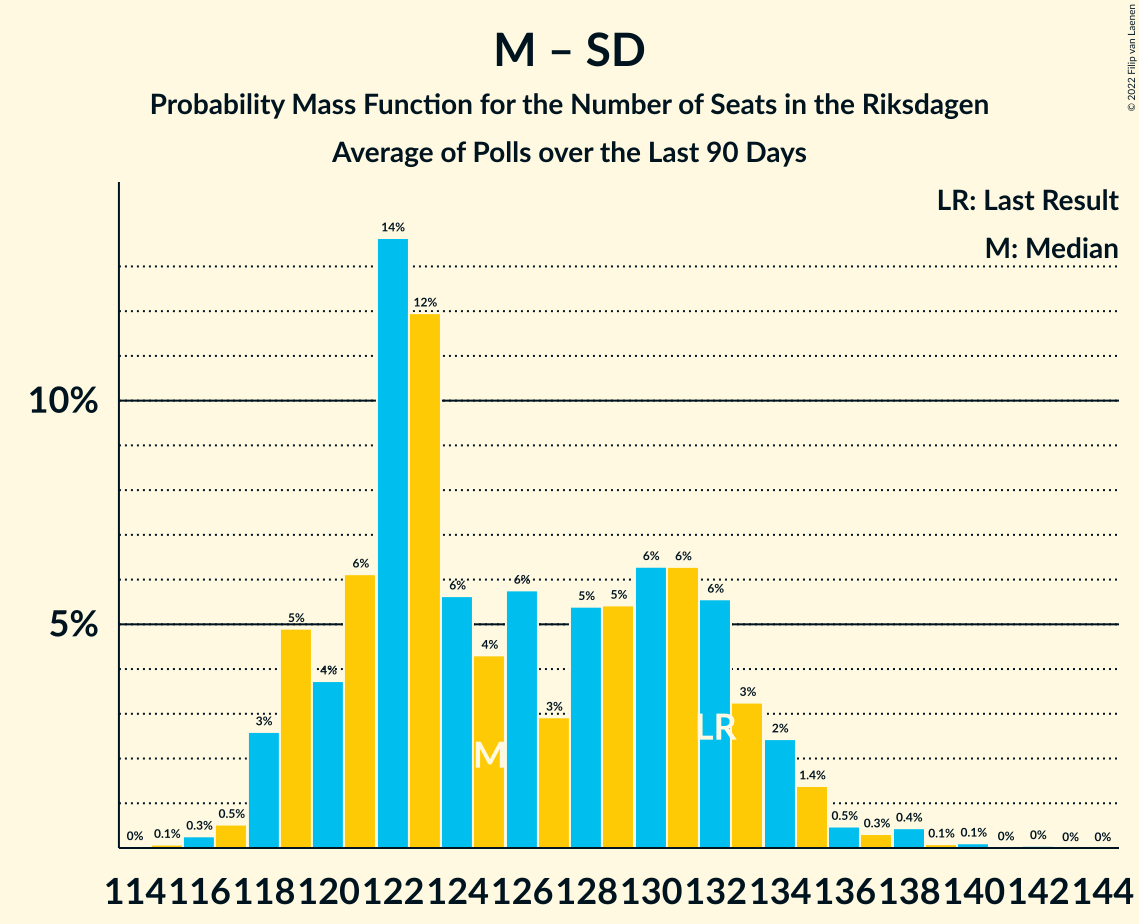 © 2022 Filip van Laenen
M – SD
Probability Mass Function for the Number of Seats in the Riksdagen
Average of Polls over the Last 90 Days
LR: Last Result
M: Median
10%
5%
0% 0.1% 0.3% 0.5% 3% 5% 4% 6% 14% 12% 6% 4% 6% 3% 5% 5% 6% 6% 6% 3% 2% 1.4% 0.5% 0.3% 0.4% 0.1% 0.1% 0% 0% 0% 0%
M LR
114 116 118 120 122 124 126 128 130 132 134 136 138 140 142 144